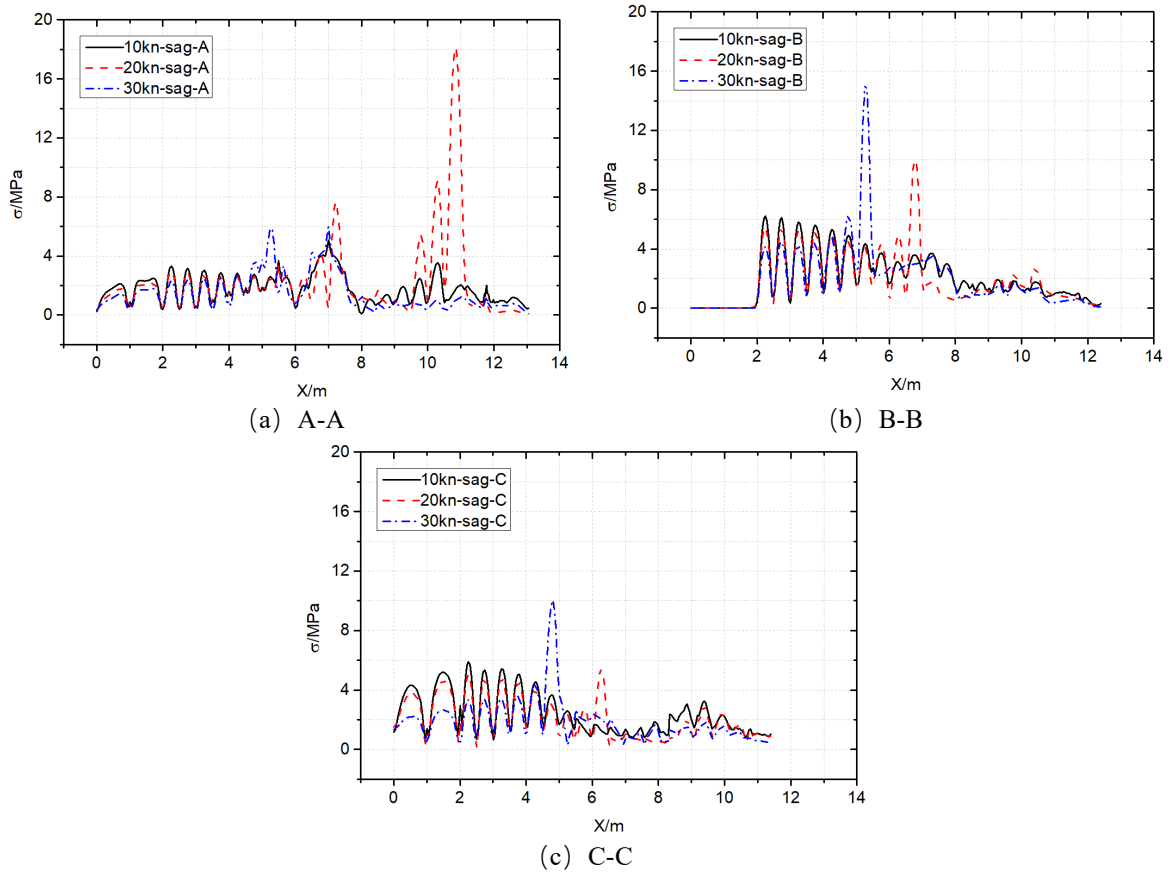 20
16
12
8
4
0
σ/MPa
10kn-sag-A
20kn-sag-A
30kn-sag-A
0 2 4 6 8 10 12 14
X/m
(a) A-A
20
16
12
8
4
0
σ/MPa
10kn-sag-B
20kn-sag-B
30kn-sag-B
0 2 4 6 8 10 12 14
X/m
(b) B-B
20
16
12
8
4
0
σ/MPa
10kn-sag-C
20kn-sag-C
30kn-sag-C
0 2 4 6 8 10 12 14
X/m
(c) C-C